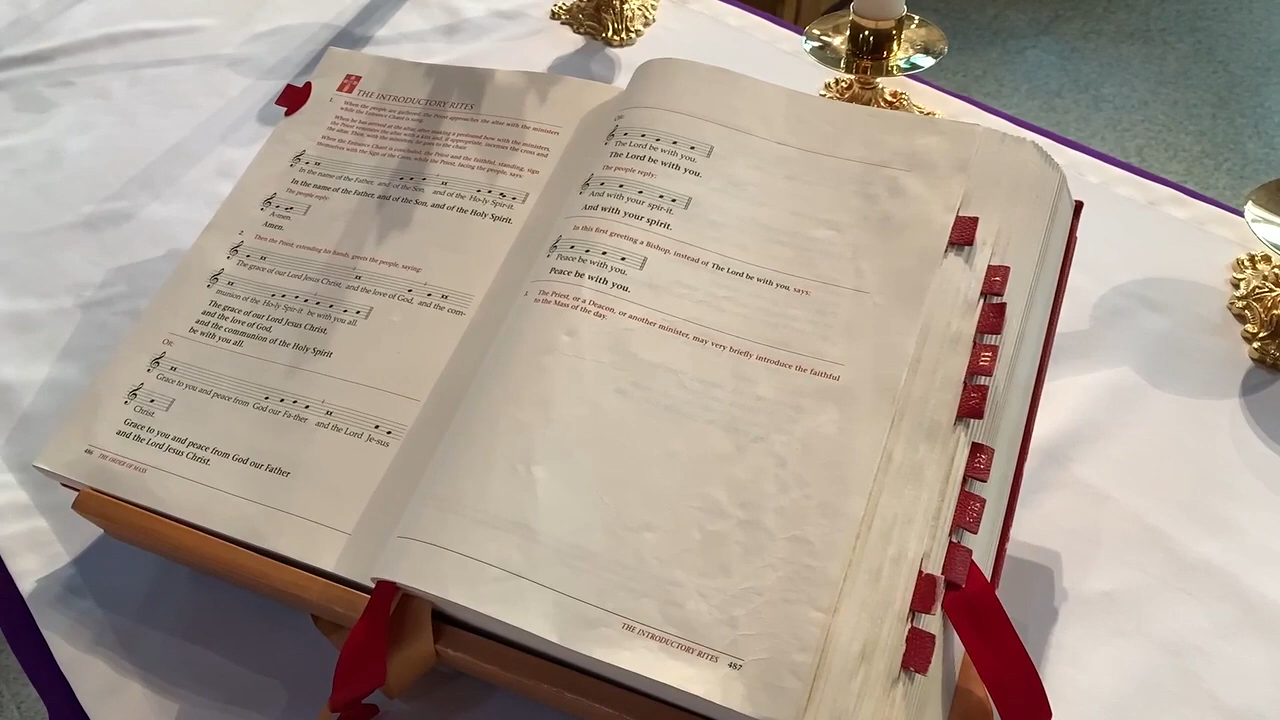 THE INTRODUCTORY RITES
1. When the people are gathered, the Priest approaches the altar with the ministers
while the Entrance Chant is sung.
When he has arrived at the altar, after making a profound bow with the ministers,
the Priest venerates the altar with a kiss and, if appropriate, incenses the cross and
the altar. Then, with the ministers, he goes to the chair.
When the Entrance Chant is concluded, the Priest and the faithful, standing, sign
themselves with the Sign of the Cross, while the Priest, facing the people, says:
In the name of the Father, and of the Son, and of the Ho-ly Spir-it.
In the name of the Father, and of the Son, and of the Holy Spirit.
The people reply:
A-men.
Amen.
2. Then the Priest, extending his hands, greets the people, saying:
The grace of our Lord Jesus Christ, and the love of God, and the com-
munion of the Ho-ly Spir-it be with you all.
The grace of our Lord Jesus Christ,
and the love of God,
and the communion of the Holy Spirit
be with you all.
Or:
Grace to you and peace from God our Fa-ther and the Lord Je-sus
Christ.
Grace to you and peace from God our Father
and the Lord Jesus Christ.
486 THE ORDER OF MASS
Or:
The Lord be with you.
The Lord be with you.
The people reply:
And with your spir-it.
And with your spirit.
In this first greeting a Bishop, instead of The Lord be with you, says:
Peace be with you.
Peace be with you.
3. The Priest, or a Deacon, or another minister, may very briefly introduce the faithful
to the Mass of the day.
THE INTRODUCTORY RITES 487